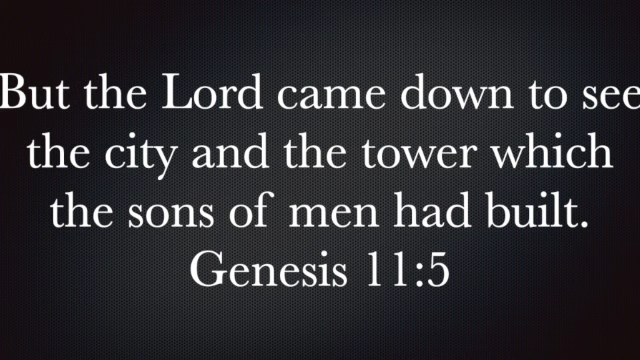 But the Lord came down to see
the city and the tower which
the sons of men had built.
Genesis 11:5